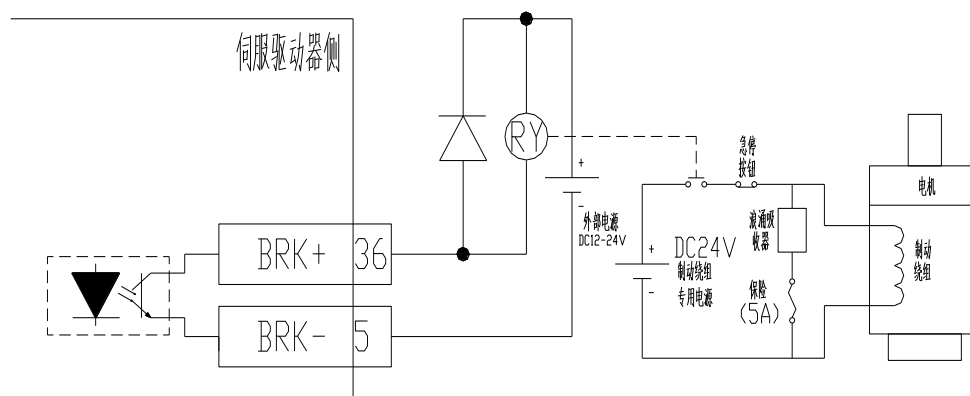 伺服驱动器侧
RY
急停
按钮
电机
+
-
外部电源
DC12-24V
浪涌吸
收器
BRK+ 36
+
-
DC24V
制动绕组
专用电源
制动
绕组
保险
(5A)
BRK- 5